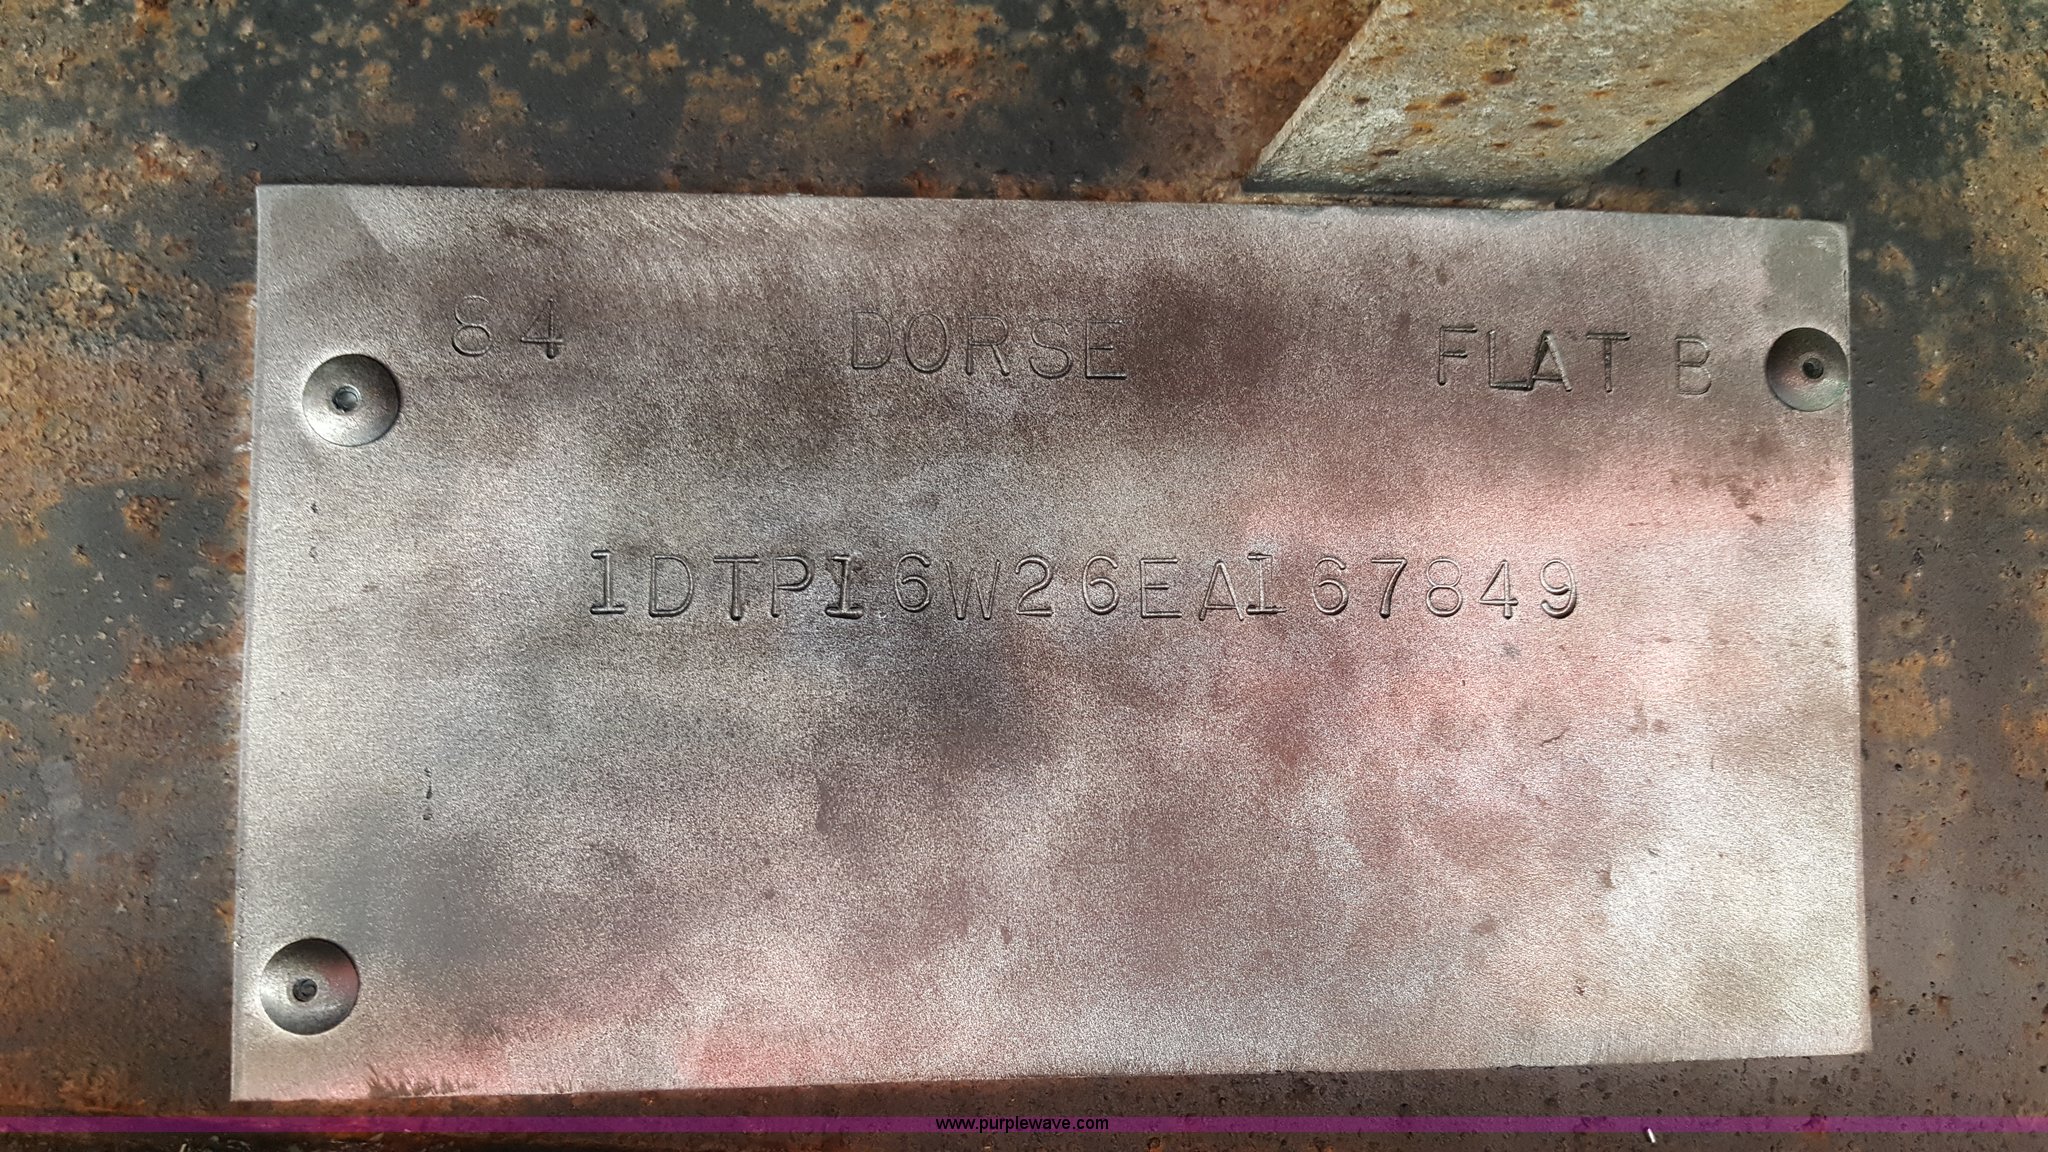 84 DORSE FLAT B
1DTP16W26EA167849
www.purplewave.com